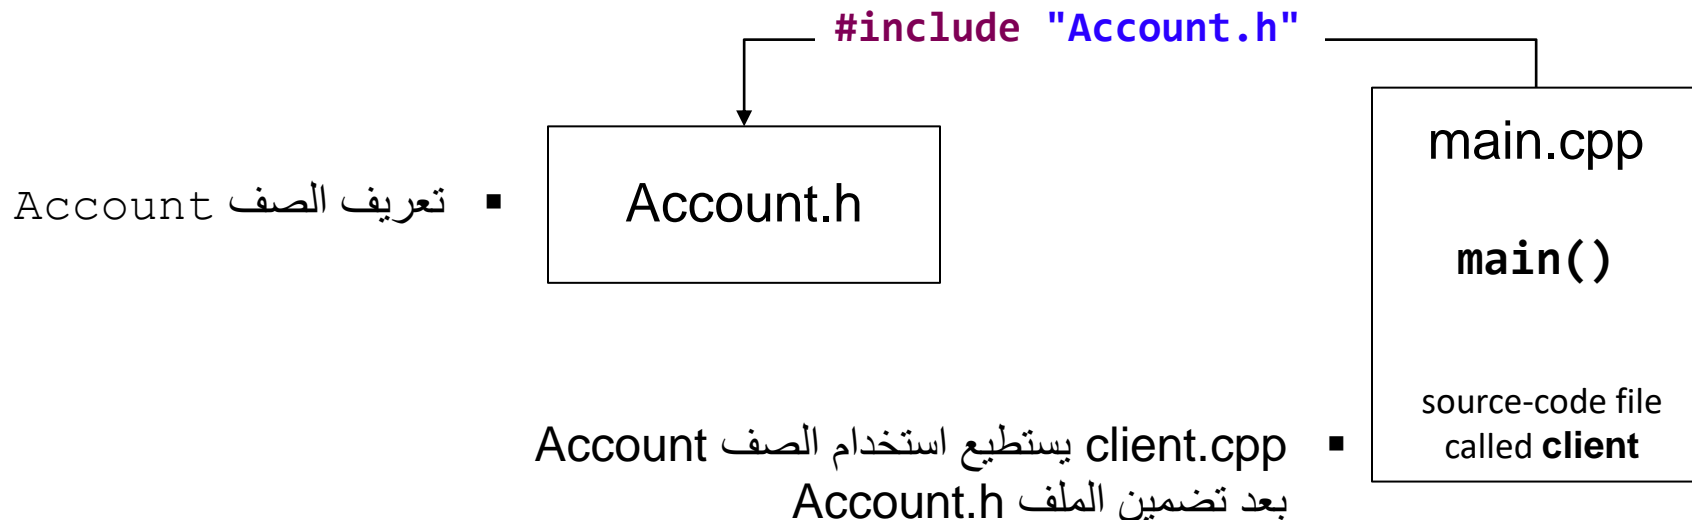 #include "Account.h"
main.cpp
main()
source-code file
called client
Account.h
▪ تعريف الصف Account
▪ client.cpp يستطيع استخدام الصف Account
بعد تضمين الملف Account.h